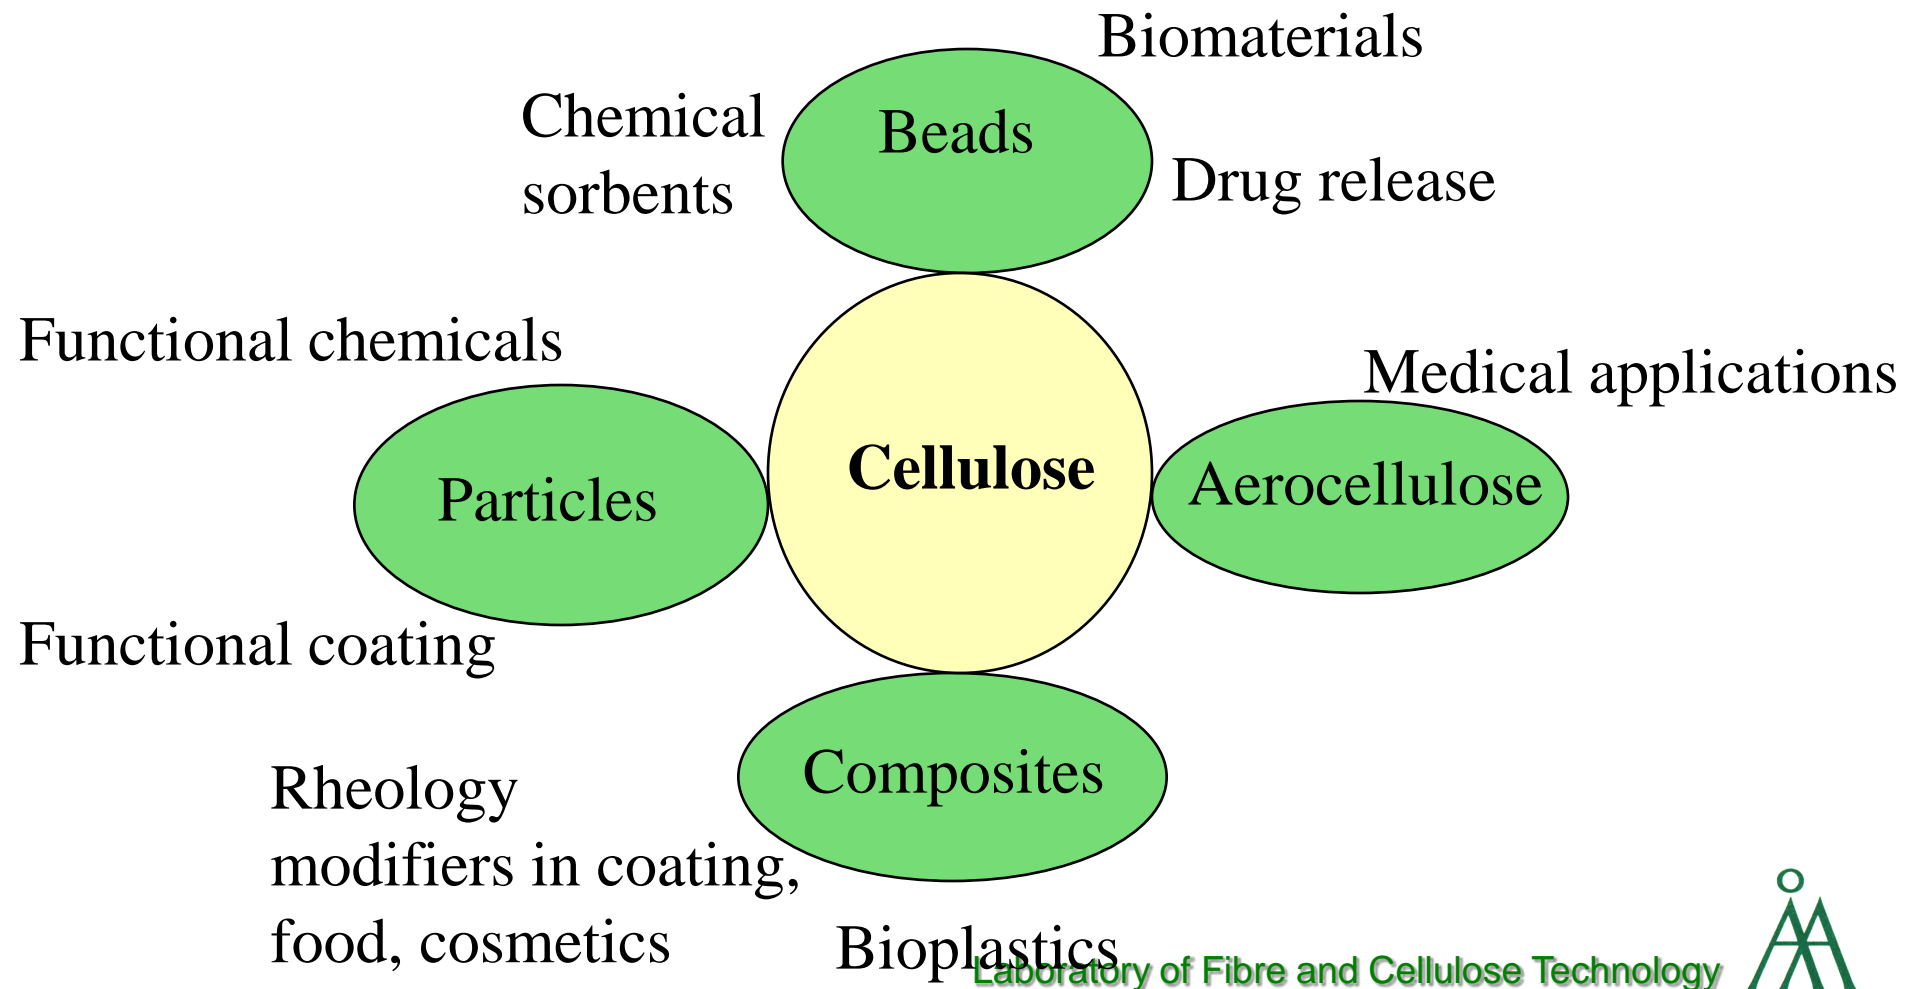 Biomaterials
Chemical
sorbents
Beads
Drug release
Functional chemicals
Medical applications
Cellulose
Particles
Aerocellulose
Functional coating
Composites
Rheology
modifiers in coating,
food, cosmetics
Bioplastics
Laboratory of Fibre and Cellulose Technology